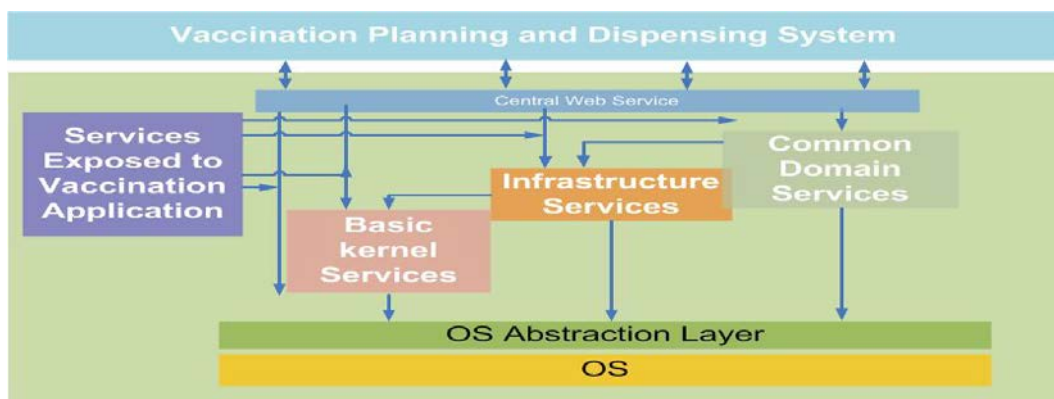 Vaccination Planning and Dispensing System
Central Web Service
Services
Exposed to
Vaccination
Application
Common
Domain
Services
Infrastructure
Services
Basic
kernel
Services
OS Abstraction Layer
OS